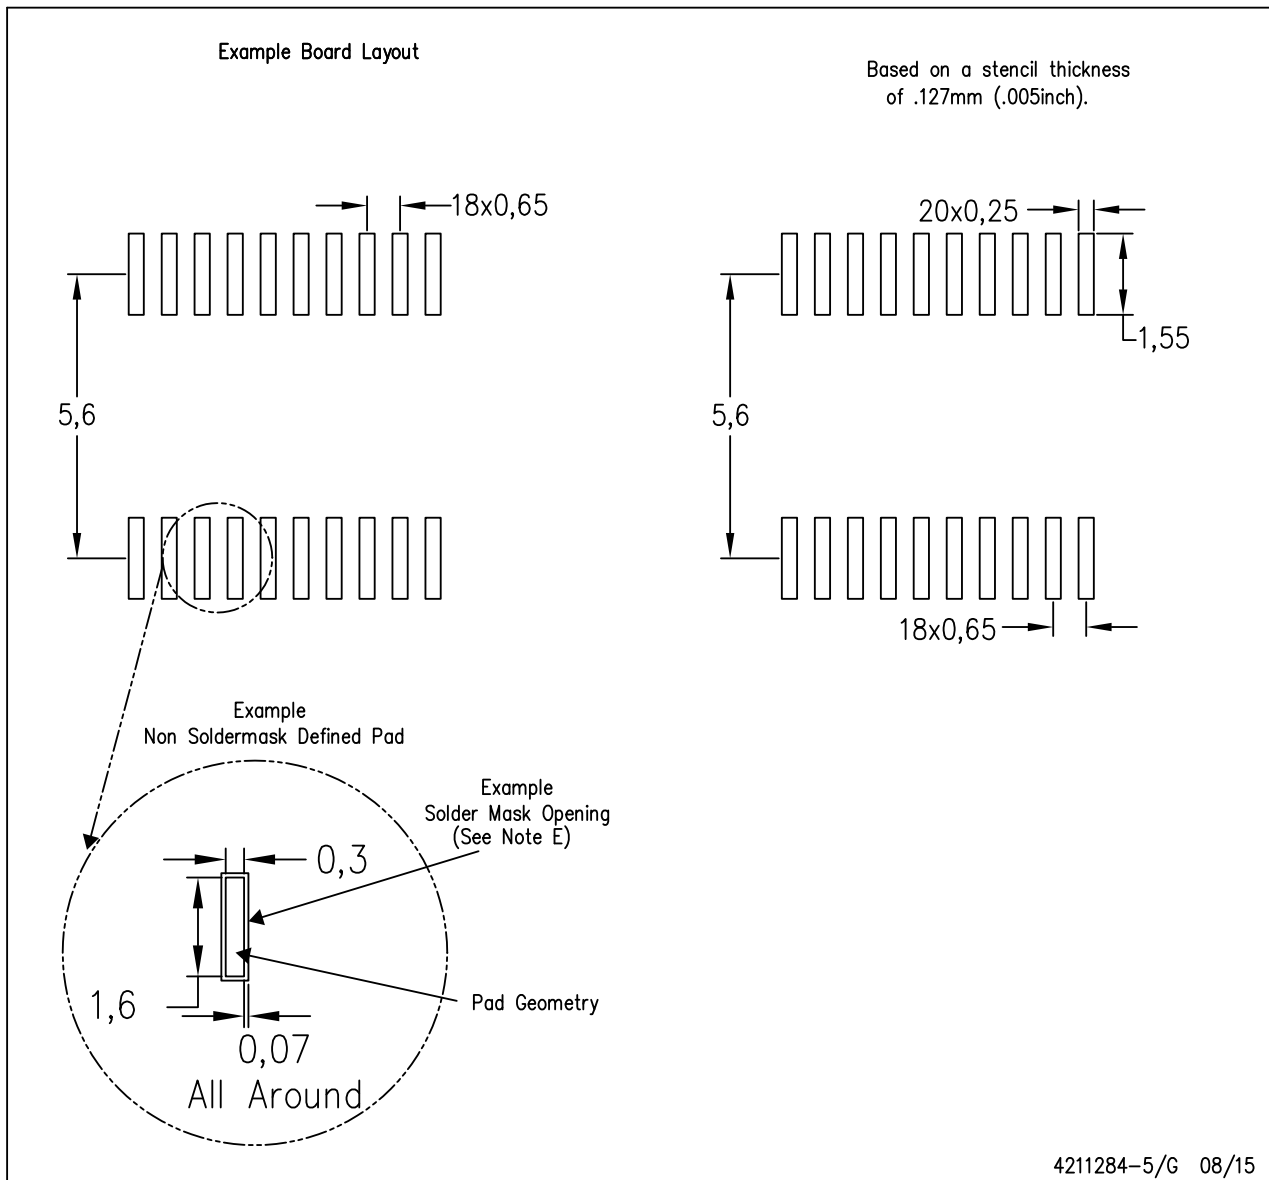 Example Board Layout
Based on a stencil thickness
of .127mm (.005inch).
18x0,65
20x0,25
1,55
5,6
5,6
18x0,65
Example
Non Soldermask Defined Pad
Example
Solder Mask Opening
(See Note E)
0,3
1,6
Pad Geometry
0,07
All Around
4211284-5/G 08/15